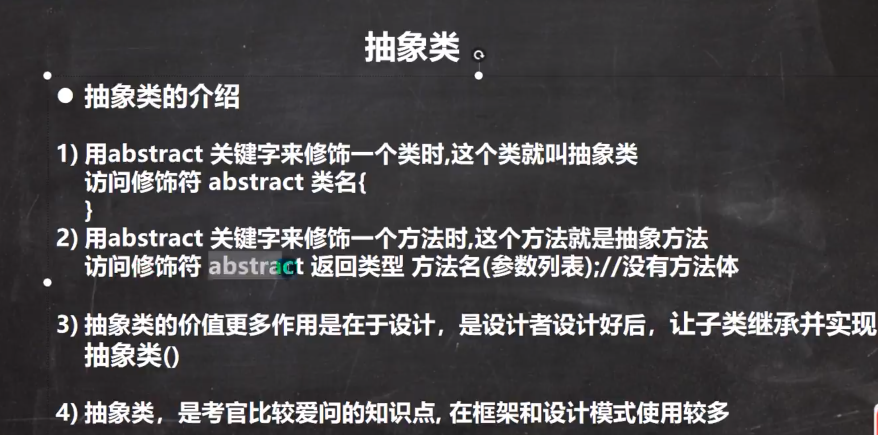 抽象类
● 抽象类的介绍
1) 用abstract 关键字来修饰一个类时,这个类就叫抽象类
访问修饰符 abstract 类名{
}
2) 用abstract 关键字来修饰一个方法时,这个方法就是抽象方法
访问修饰符 abstract 返回类型 方法名(参数列表);//没有方法体
3) 抽象类的价值更多作用是在于设计，是设计者设计好后，让子类继承并实现
抽象类()
4) 抽象类，是考官比较爱问的知识点, 在框架和设计模式使用较多